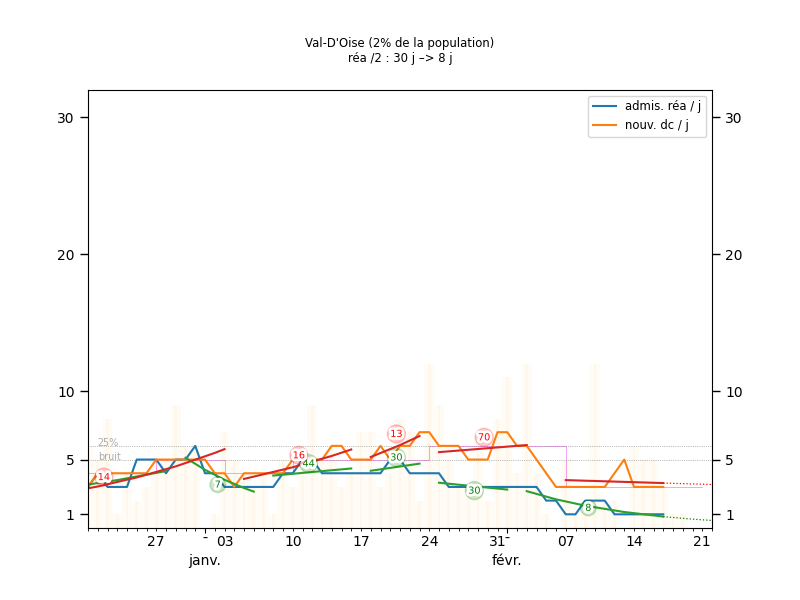 Val-D'Oise (2% de la population)
réa /2 : 30 j –> 8 j
admis. réa / j
nouv. dc / j
30 30
20 20
10 10
25%
bruit
5 5
1 1
14 7 16 44 13 30 70 30 8
27 03 10 17 24 31 07 14 21
janv. févr.